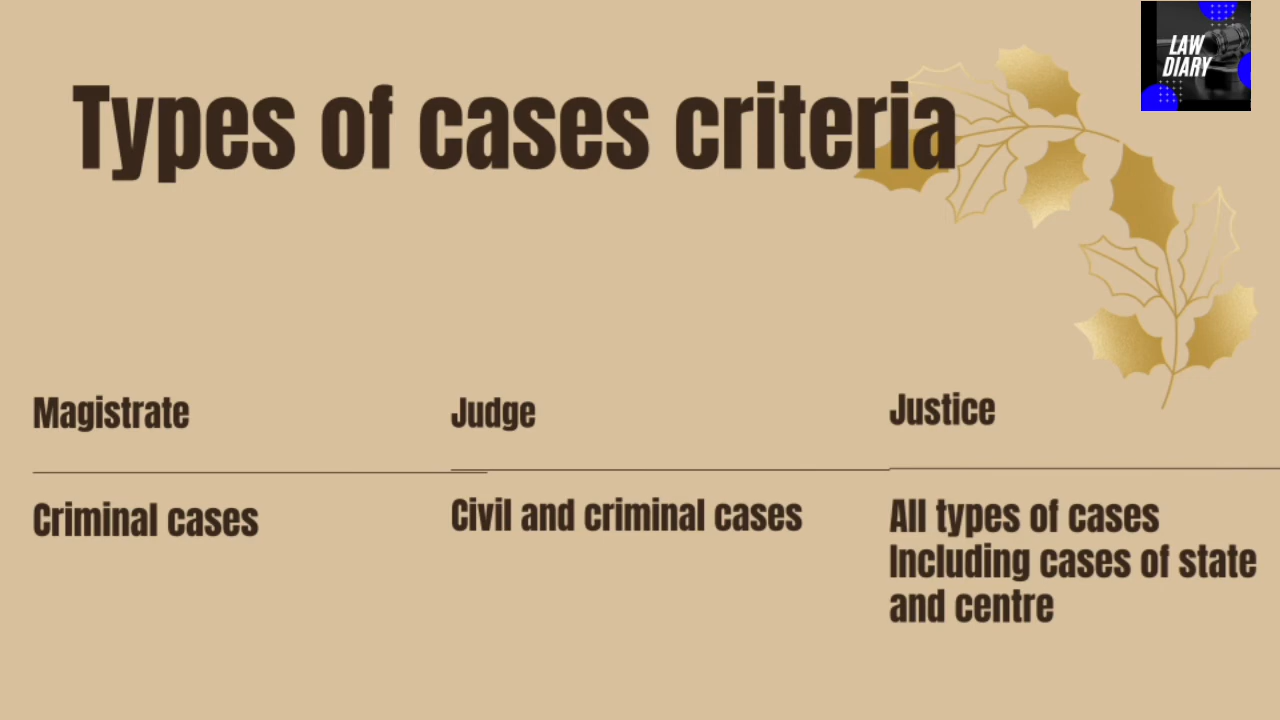 LAW
DIARY
Types of cases criteria
Magistrate
Judge
Justice
Criminal cases
Civil and criminal cases
All types of cases
Including cases of state
and centre